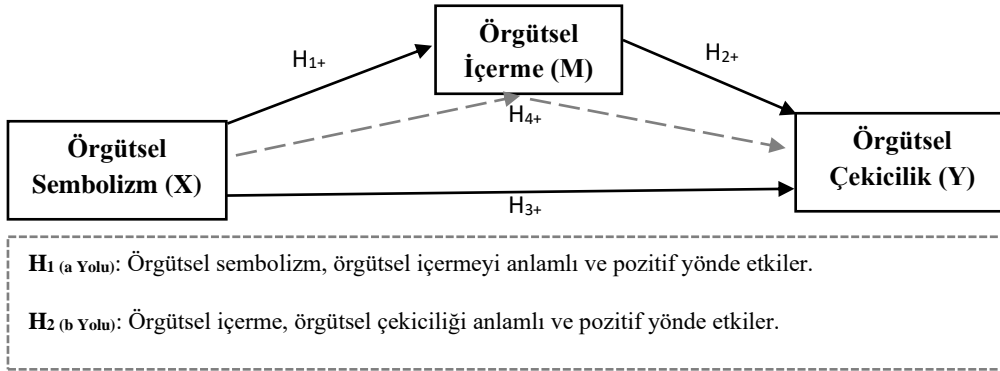 Örgütsel
İçerme (M)
H1+
H2+
H4+
Örgütsel
Sembolizm (X)
Örgütsel
Çekicilik (Y)
H3+
H1 (a Yolu): Örgütsel sembolizm, örgütsel içermeyi anlamlı ve pozitif yönde etkiler.
H2 (b Yolu): Örgütsel içerme, örgütsel çekiciliği anlamlı ve pozitif yönde etkiler.